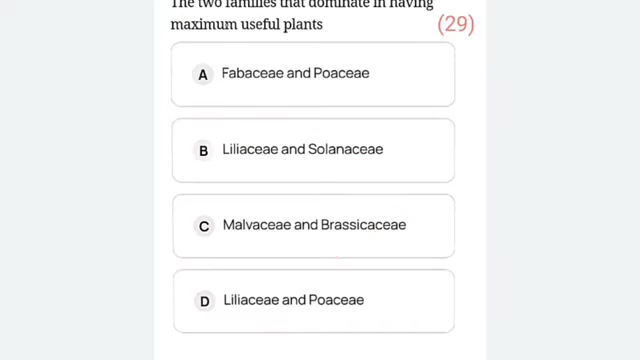 The two families that dominate in having
maximum useful plants
(29)
A Fabaceae and Poaceae
B Liliaceae and Solanaceae
C Malvaceae and Brassicaceae
D Liliaceae and Poaceae